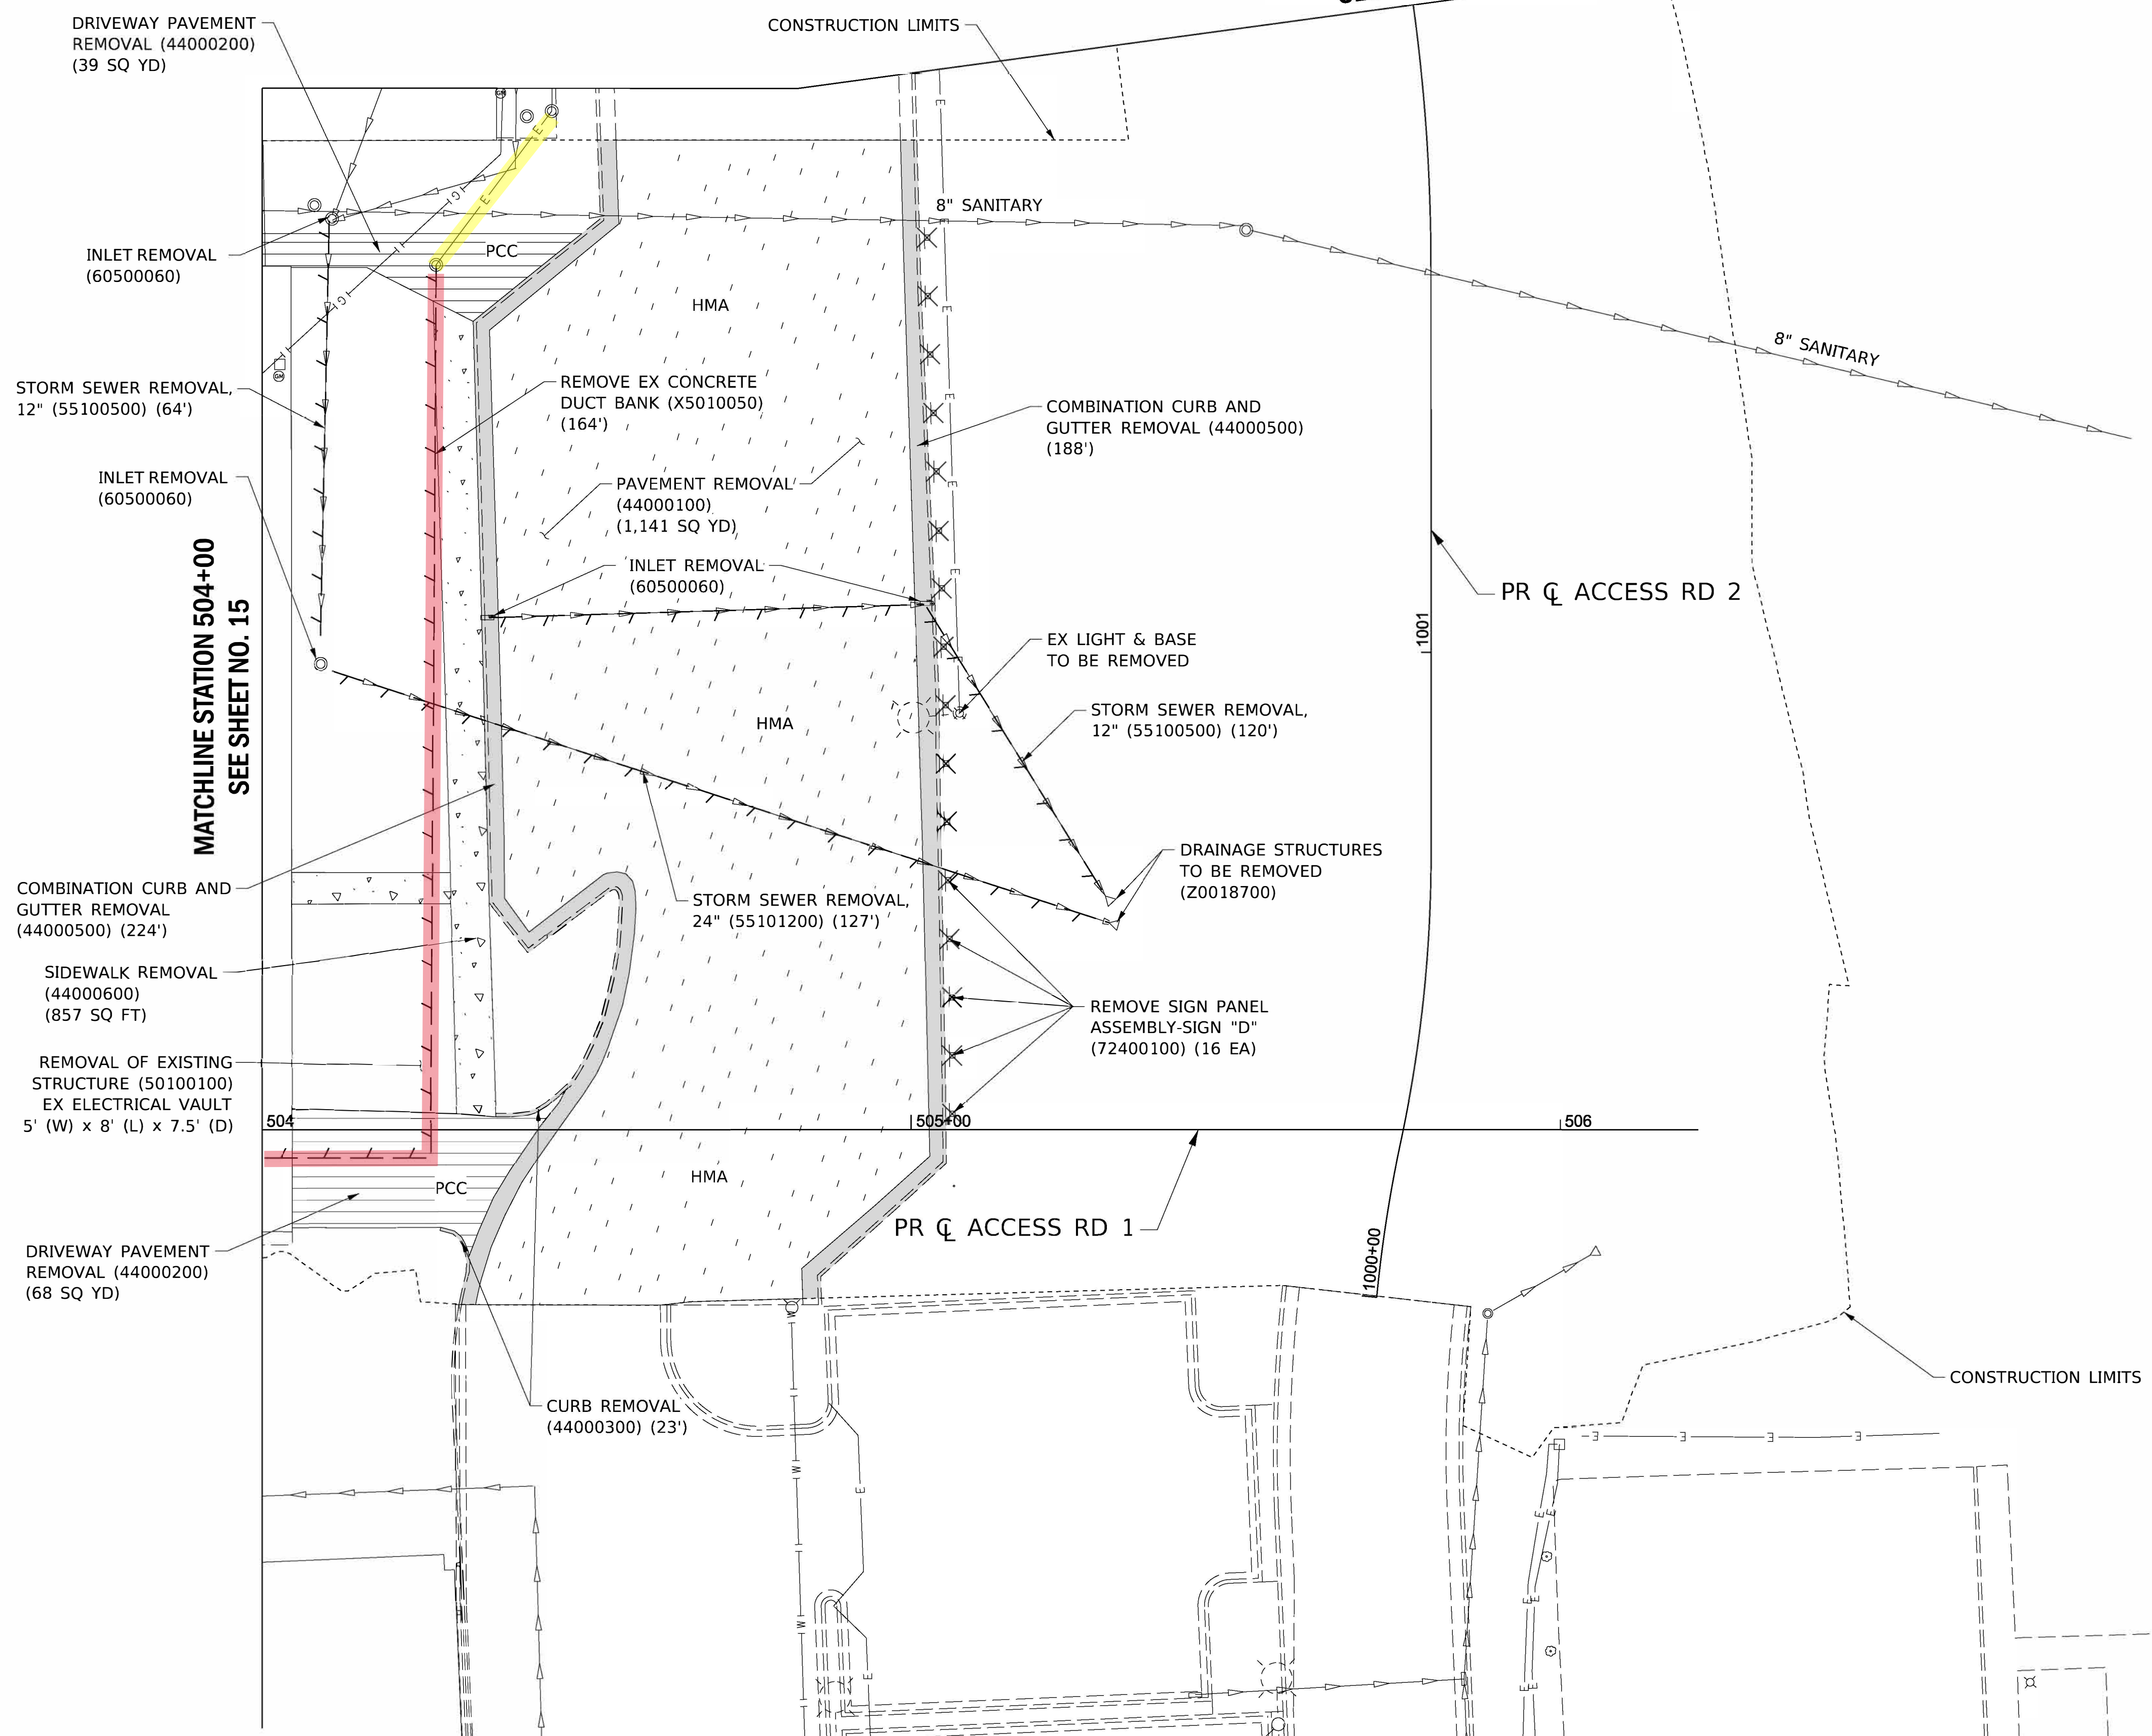 DRIVEWAY PAVEMENT
REMOVAL (44000200)
(39 SQ YD)
CONSTRUCTION LIMITS
GM
E
E
E
8" SANITARY
PCC
INLET REMOVAL
(60500060)
G
G
HMA
8" SANITARY
GM
STORM SEWER REMOVAL,
12" (55100500) (64')
REMOVE EX CONCRETE
DUCT BANK (X5010050)
(164')
E
COMBINATION CURB AND
GUTTER REMOVAL (44000500)
(188')
INLET REMOVAL
(60500060)
PAVEMENT REMOVAL
(44000100)
(1,141 SQ YD)
E
MATCHLINE STATION 504+00
SEE SHEET NO. 15
INLET REMOVAL
(60500060)
E
PR ℄ ACCESS RD 2
1001
EX LIGHT & BASE
TO BE REMOVED
HMA
STORM SEWER REMOVAL,
12" (55100500) (120')
DRAINAGE STRUCTURES
TO BE REMOVED
(Z0018700)
COMBINATION CURB AND
GUTTER REMOVAL
(44000500) (224')
STORM SEWER REMOVAL,
24" (55101200) (127')
SIDEWALK REMOVAL
(44000600)
(857 SQ FT)
REMOVE SIGN PANEL
ASSEMBLY-SIGN "D"
(72400100) (16 EA)
REMOVAL OF EXISTING
STRUCTURE (50100100)
EX ELECTRICAL VAULT
5' (W) x 8' (L) x 7.5' (D)
504
505+00
506
HMA
PCC
PR ℄ ACCESS RD 1
1000+00
DRIVEWAY PAVEMENT
REMOVAL (44000200)
(68 SQ YD)
W
CONSTRUCTION LIMITS
CURB REMOVAL
(44000300) (23')
E
E
E
E
W
E
E
E
W
E
E
E
E
E